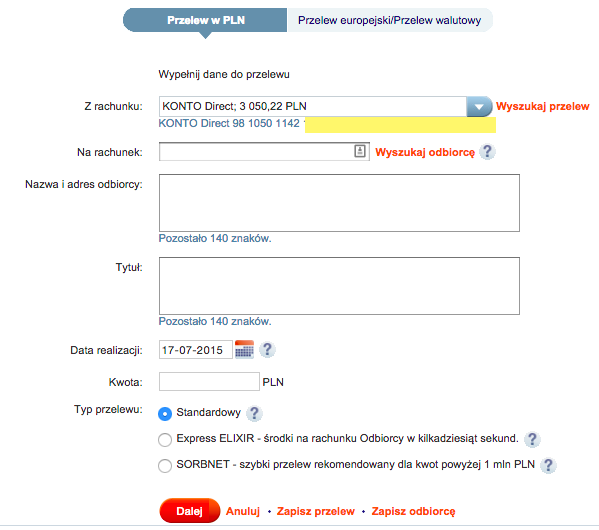 Przelew w PLN Przelew europejski/Przelew walutowy
Wypełnij dane do przelewu
Z rachunku: KONTO Direct; 3 050,22 PLN Wyszukaj przelew
KONTO Direct 98 1050 1142
Na rachunek: Wyszukaj odbiorcę ?
Nazwa i adres odbiorcy:
Pozostało 140 znaków.
Tytuł:
Pozostało 140 znaków.
Data realizacji: 17-07-2015 ?
Kwota: PLN
Typ przelewu: Standardowy ?
Express ELIXIR - środki na rachunku Odbiorcy w kilkadziesiąt sekund. ?
SORBNET - szybki przelew rekomendowany dla kwot powyżej 1 mln PLN ?
Dalej Anuluj • Zapisz przelew • Zapisz odbiorcę